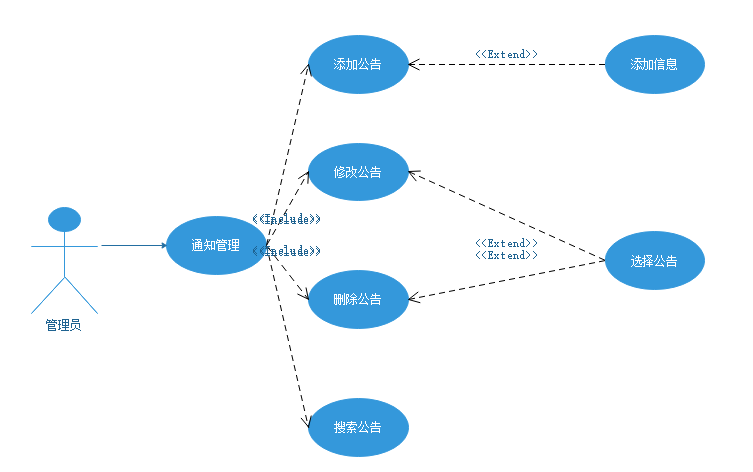 添加公告
<<Extend>>
添加信息
修改公告
<<Include>>
通知管理
<<Include>>
<<Extend>>
<<Extend>>
选择公告
删除公告
管理员
搜索公告